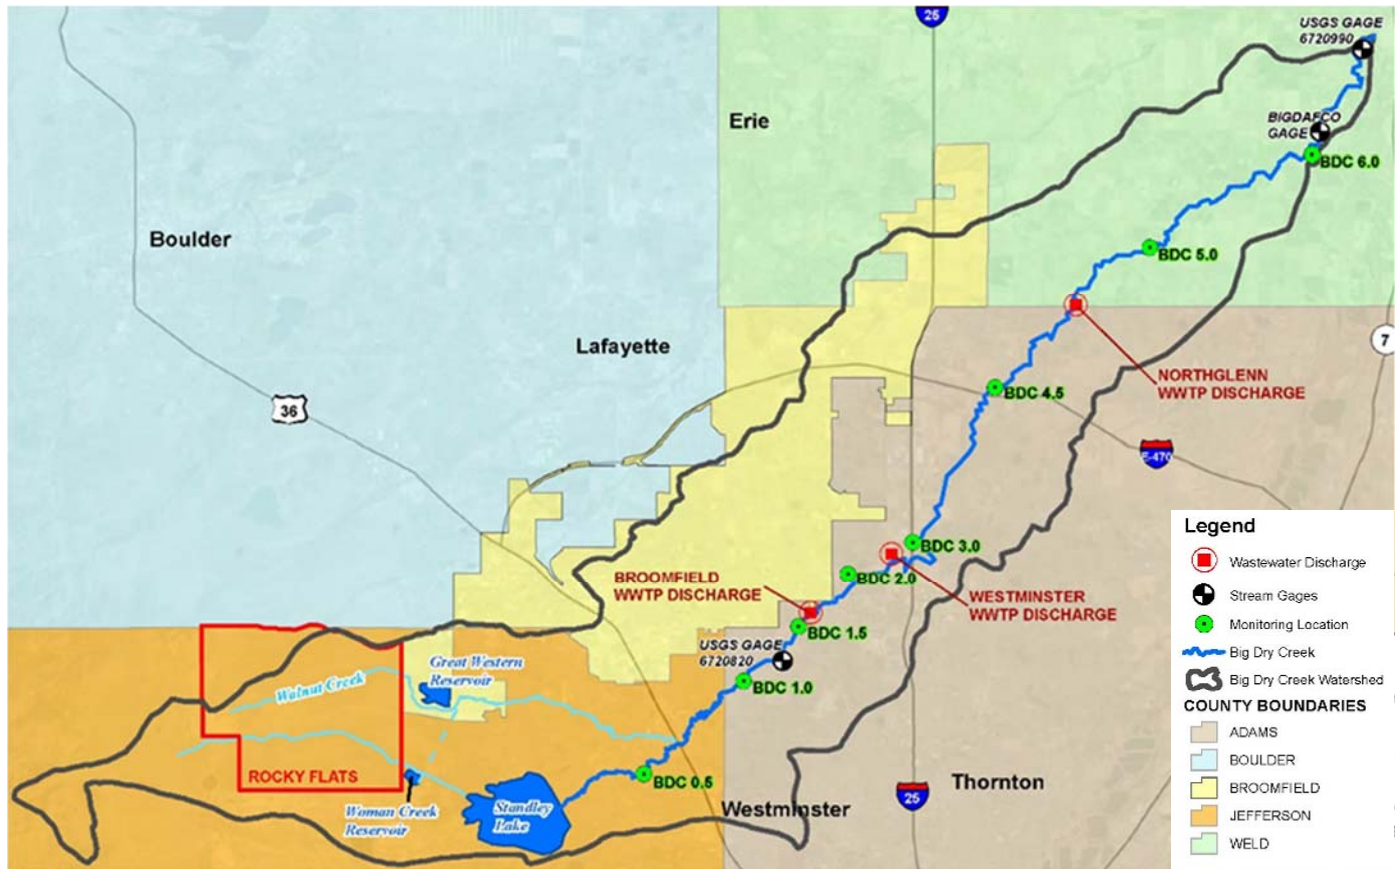 25
USGS GAGE
6720990
Erie
BIGDAFCO
GAGE
BDC 6.0
Boulder
BDC 5.0
Lafayette
7
NORTHGLENN
WWTP DISCHARGE
BDC 4.5
36
E-470
BDC 3.0
BROOMFIELD
WWTP DISCHARGE
BDC 2.0
WESTMINSTER
WWTP DISCHARGE
BDC 1.5
USGS GAGE
6720820
Great Western
Reservoir
Walnut Creek
BDC 1.0
ROCKY FLATS
BDC 0.5
Woman Creek
Reservoir
Standley
Lake
Westminster
Thornton
25
Legend
Wastewater Discharge
Stream Gages
Monitoring Location
Big Dry Creek
Big Dry Creek Watershed
COUNTY BOUNDARIES
ADAMS
BOULDER
BROOMFIELD
JEFFERSON
WELD